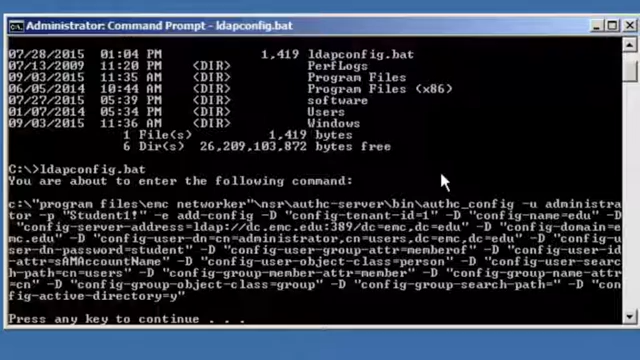 Administrator: Command Prompt - ldapconfig.bat
07/28/2015 01:04 PM 1,419 ldapconfig.bat
07/13/2009 11:20 PM <DIR> PerfLogs
09/03/2015 11:35 AM <DIR> Program Files
06/05/2014 10:44 AM <DIR> Program Files (x86)
07/27/2015 05:39 PM <DIR> software
01/07/2014 05:34 PM <DIR> Users
09/03/2015 11:36 AM <DIR> Windows
1 File(s) 1,419 bytes
6 Dir(s) 26,209,103,872 bytes free
C:\>ldapconfig.bat
You are about to enter the following command:
c:\"program files\emc networker"\nsr\authc-server\bin\authc_config -u administra
tor -p "Student1!" -e add-config -D "config-tenant-id=1" -D "config-name=edu" -D
"config-server-address=ldap://dc.emc.edu:389/dc=emc,dc=edu" -D "config-domain=e
mc.edu" -D "config-user-dn=cn=administrator,cn=users,dc=emc,dc=edu" -D "config-u
ser-dn-password=student" -D "config-user-group-attr=memberof" -D "config-user-id
-attr=sAMAccountName" -D "config-user-object-class=person" -D "config-user-searc
h-path=cn=users" -D "config-group-member-attr=member" -D "config-group-name-attr
=cn" -D "config-group-object-class=group" -D "config-group-search-path=" -D "con
fig-active-directory=y"
Press any key to continue . . .